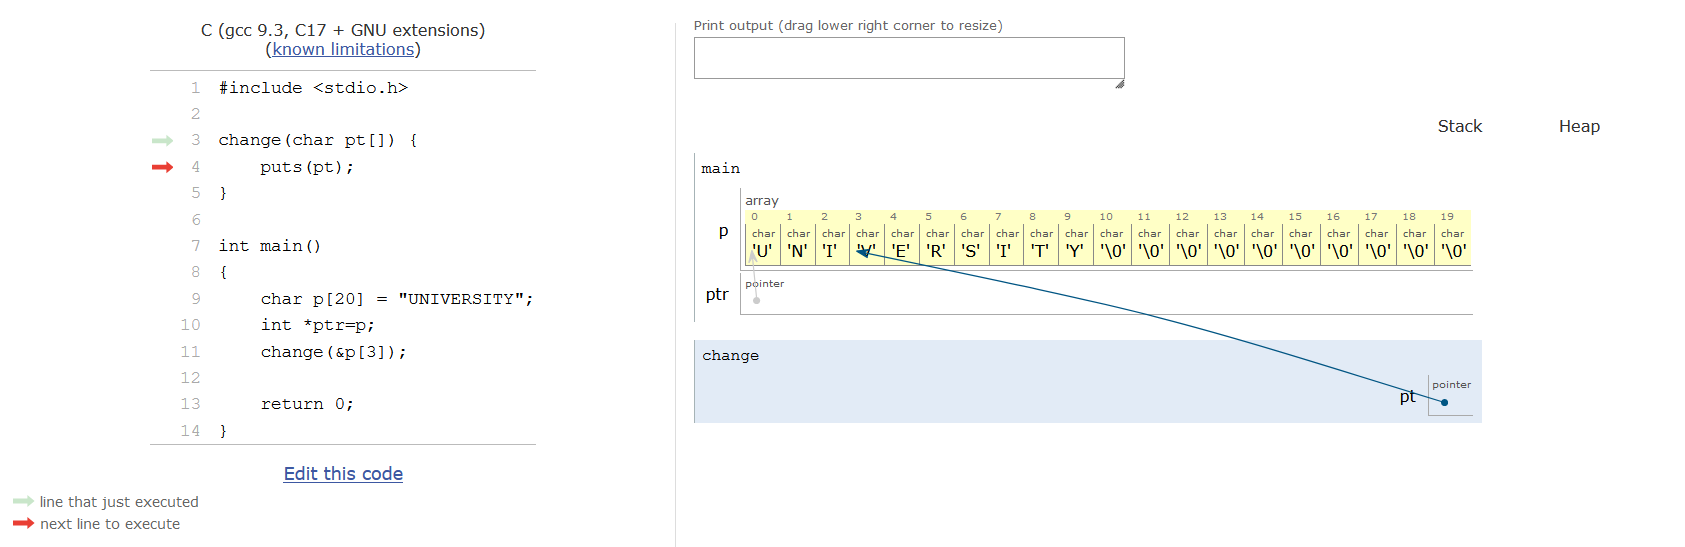 C (gcc 9.3, C17 + GNU extensions)
(known limitations)
1 #include <stdio.h>
2
3 change(char pt[]) {
4     puts(pt);
5 }
6
7 int main()
8 {
9     char p[20] = "UNIVERSITY";
10     int *ptr=p;
11     change(&p[3]);
12
13     return 0;
14 }
Edit this code
line that just executed
next line to execute
Print output (drag lower right corner to resize)
Stack Heap
main
array
0 1 2 3 4 5 6 7 8 9 10 11 12 13 14 15 16 17 18 19
char char char char char char char char char char char char char char char char char char char char
p 'U' 'N' 'I' 'V' 'E' 'R' 'S' 'I' 'T' 'Y' '\0' '\0' '\0' '\0' '\0' '\0' '\0' '\0' '\0' '\0'
pointer
ptr
change
pointer
pt